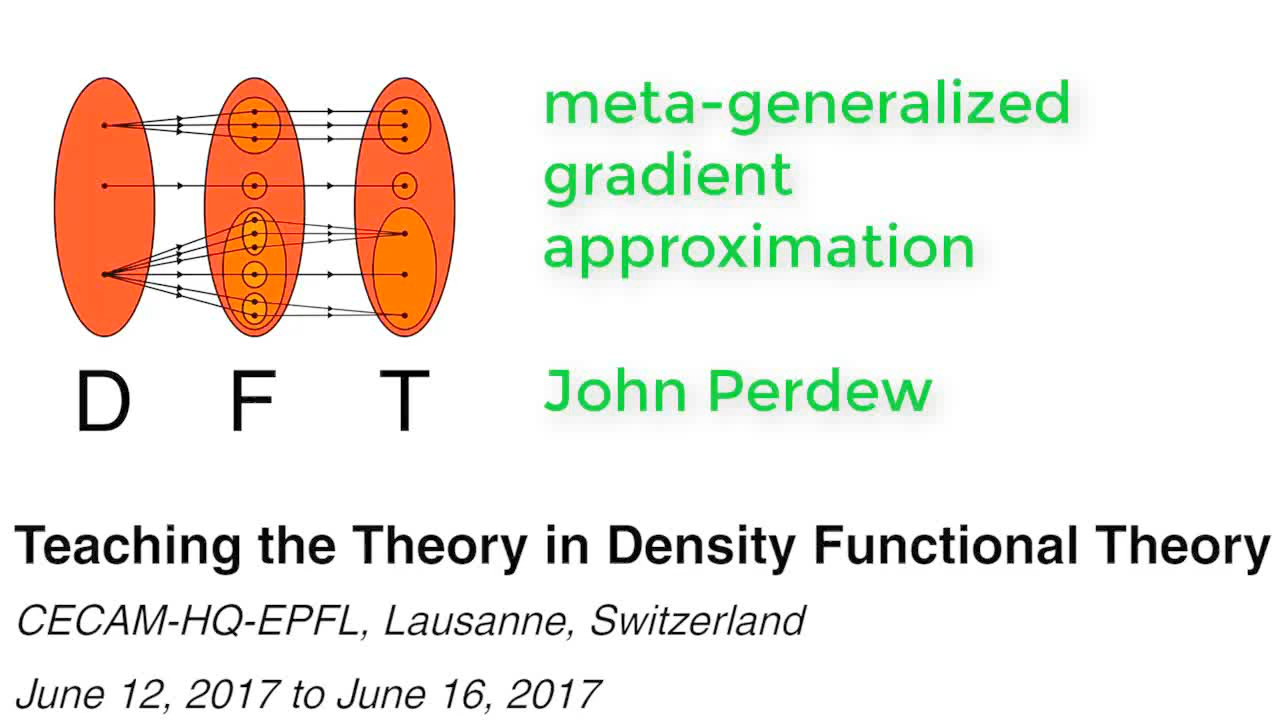 meta-generalized
gradient
approximation
D F T
John Perdew
Teaching the Theory in Density Functional Theory
CECAM-HQ-EPFL, Lausanne, Switzerland
June 12, 2017 to June 16, 2017